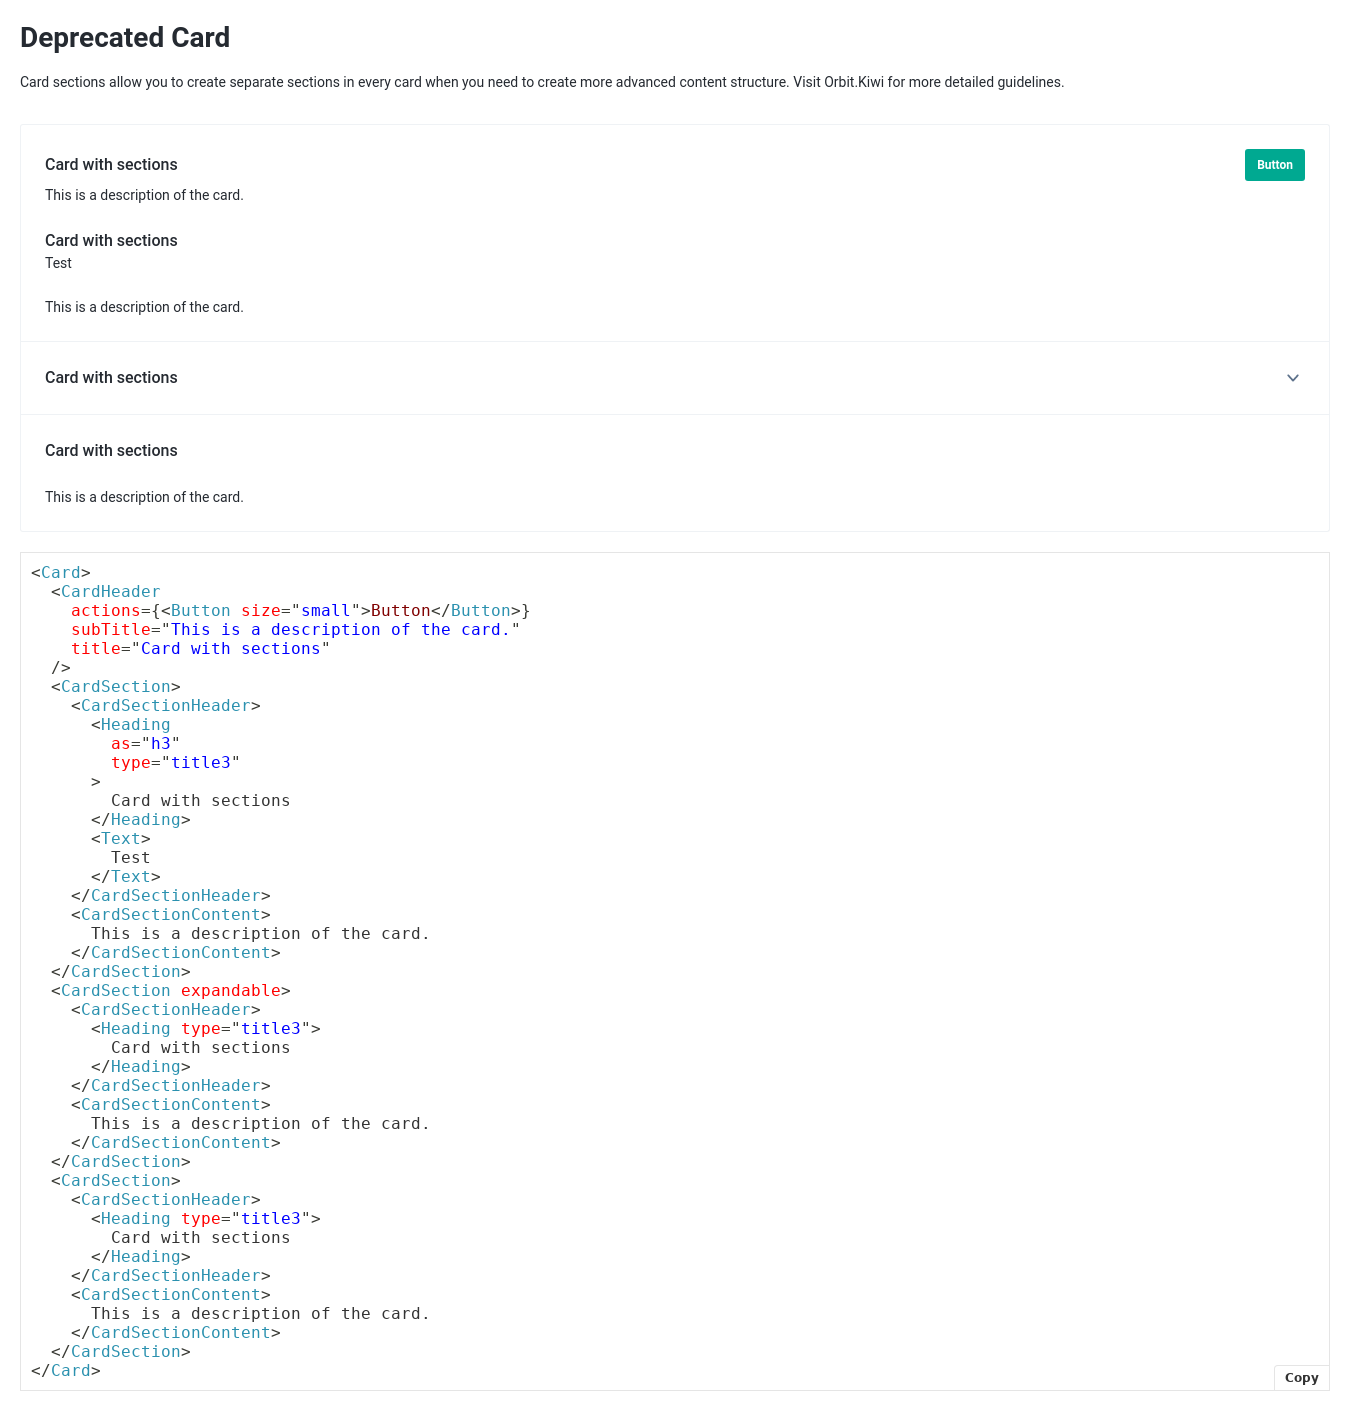 Deprecated Card
Card sections allow you to create separate sections in every card when you need to create more advanced content structure. Visit Orbit.Kiwi for more detailed guidelines.
Card with sections
Button
This is a description of the card.
Card with sections
Test
This is a description of the card.
Card with sections
Card with sections
This is a description of the card.
<Card>
  <CardHeader
    actions={<Button size="small">Button</Button>}
    subTitle="This is a description of the card."
    title="Card with sections"
  />
  <CardSection>
    <CardSectionHeader>
      <Heading
        as="h3"
        type="title3"
      >
        Card with sections
      </Heading>
      <Text>
        Test
      </Text>
    </CardSectionHeader>
    <CardSectionContent>
      This is a description of the card.
    </CardSectionContent>
  </CardSection>
  <CardSection expandable>
    <CardSectionHeader>
      <Heading type="title3">
        Card with sections
      </Heading>
    </CardSectionHeader>
    <CardSectionContent>
      This is a description of the card.
    </CardSectionContent>
  </CardSection>
  <CardSection>
    <CardSectionHeader>
      <Heading type="title3">
        Card with sections
      </Heading>
    </CardSectionHeader>
    <CardSectionContent>
      This is a description of the card.
    </CardSectionContent>
  </CardSection>
</Card>
Copy